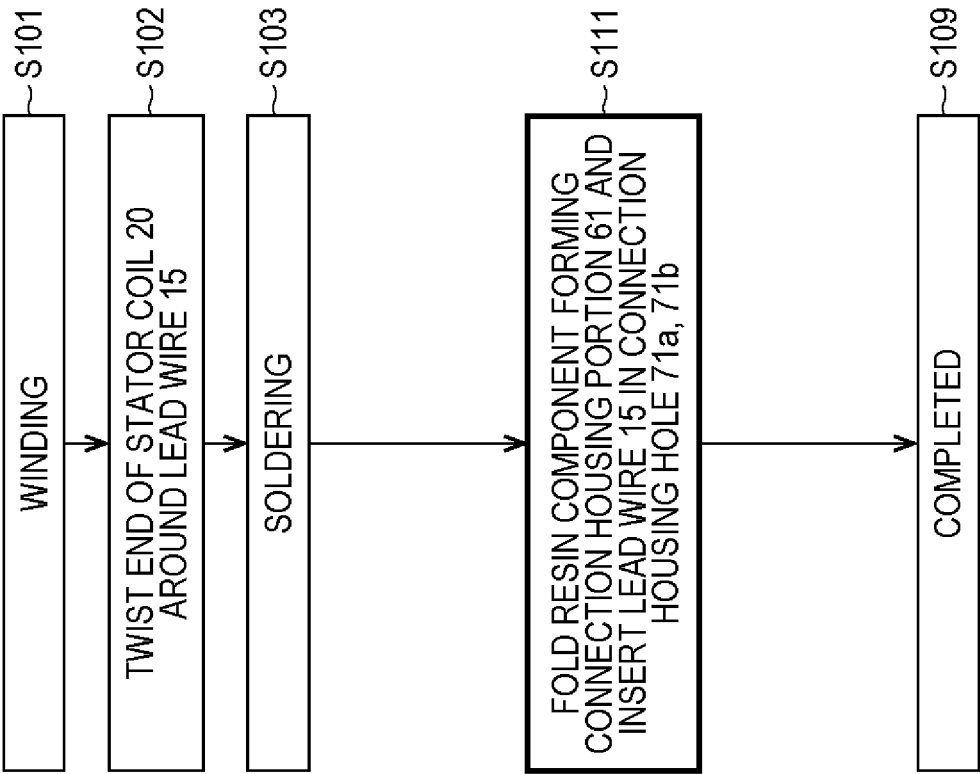 WINDING
S101
TWIST END OF STATOR COIL 20
AROUND LEAD WIRE 15
S102
SOLDERING
S103
FOLD RESIN COMPONENT FORMING
CONNECTION HOUSING PORTION 61 AND
INSERT LEAD WIRE 15 IN CONNECTION
HOUSING HOLE 71a, 71b
S111
COMPLETED
S109